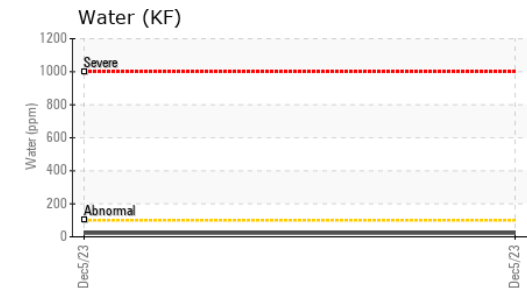 Water (KF)
1200
Severe
1000
800
Water (ppm)
600
400
200
Abnormal
0
Dec5/23
Dec5/23